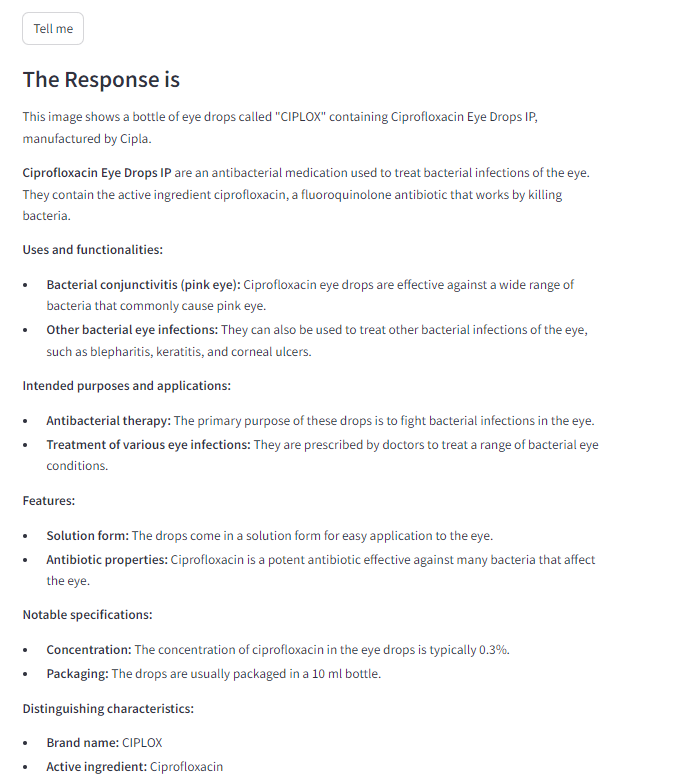 Tell me
The Response is
This image shows a bottle of eye drops called "CIPLOX" containing Ciprofloxacin Eye Drops IP,
manufactured by Cipla.
Ciprofloxacin Eye Drops IP are an antibacterial medication used to treat bacterial infections of the eye.
They contain the active ingredient ciprofloxacin, a fluoroquinolone antibiotic that works by killing
bacteria.
Uses and functionalities:
• Bacterial conjunctivitis (pink eye): Ciprofloxacin eye drops are effective against a wide range of
bacteria that commonly cause pink eye.
• Other bacterial eye infections: They can also be used to treat other bacterial infections of the eye,
such as blepharitis, keratitis, and corneal ulcers.
Intended purposes and applications:
• Antibacterial therapy: The primary purpose of these drops is to fight bacterial infections in the eye.
• Treatment of various eye infections: They are prescribed by doctors to treat a range of bacterial eye
conditions.
Features:
• Solution form: The drops come in a solution form for easy application to the eye.
• Antibiotic properties: Ciprofloxacin is a potent antibiotic effective against many bacteria that affect
the eye.
Notable specifications:
• Concentration: The concentration of ciprofloxacin in the eye drops is typically 0.3%.
• Packaging: The drops are usually packaged in a 10 ml bottle.
Distinguishing characteristics:
• Brand name: CIPLOX
• Active ingredient: Ciprofloxacin